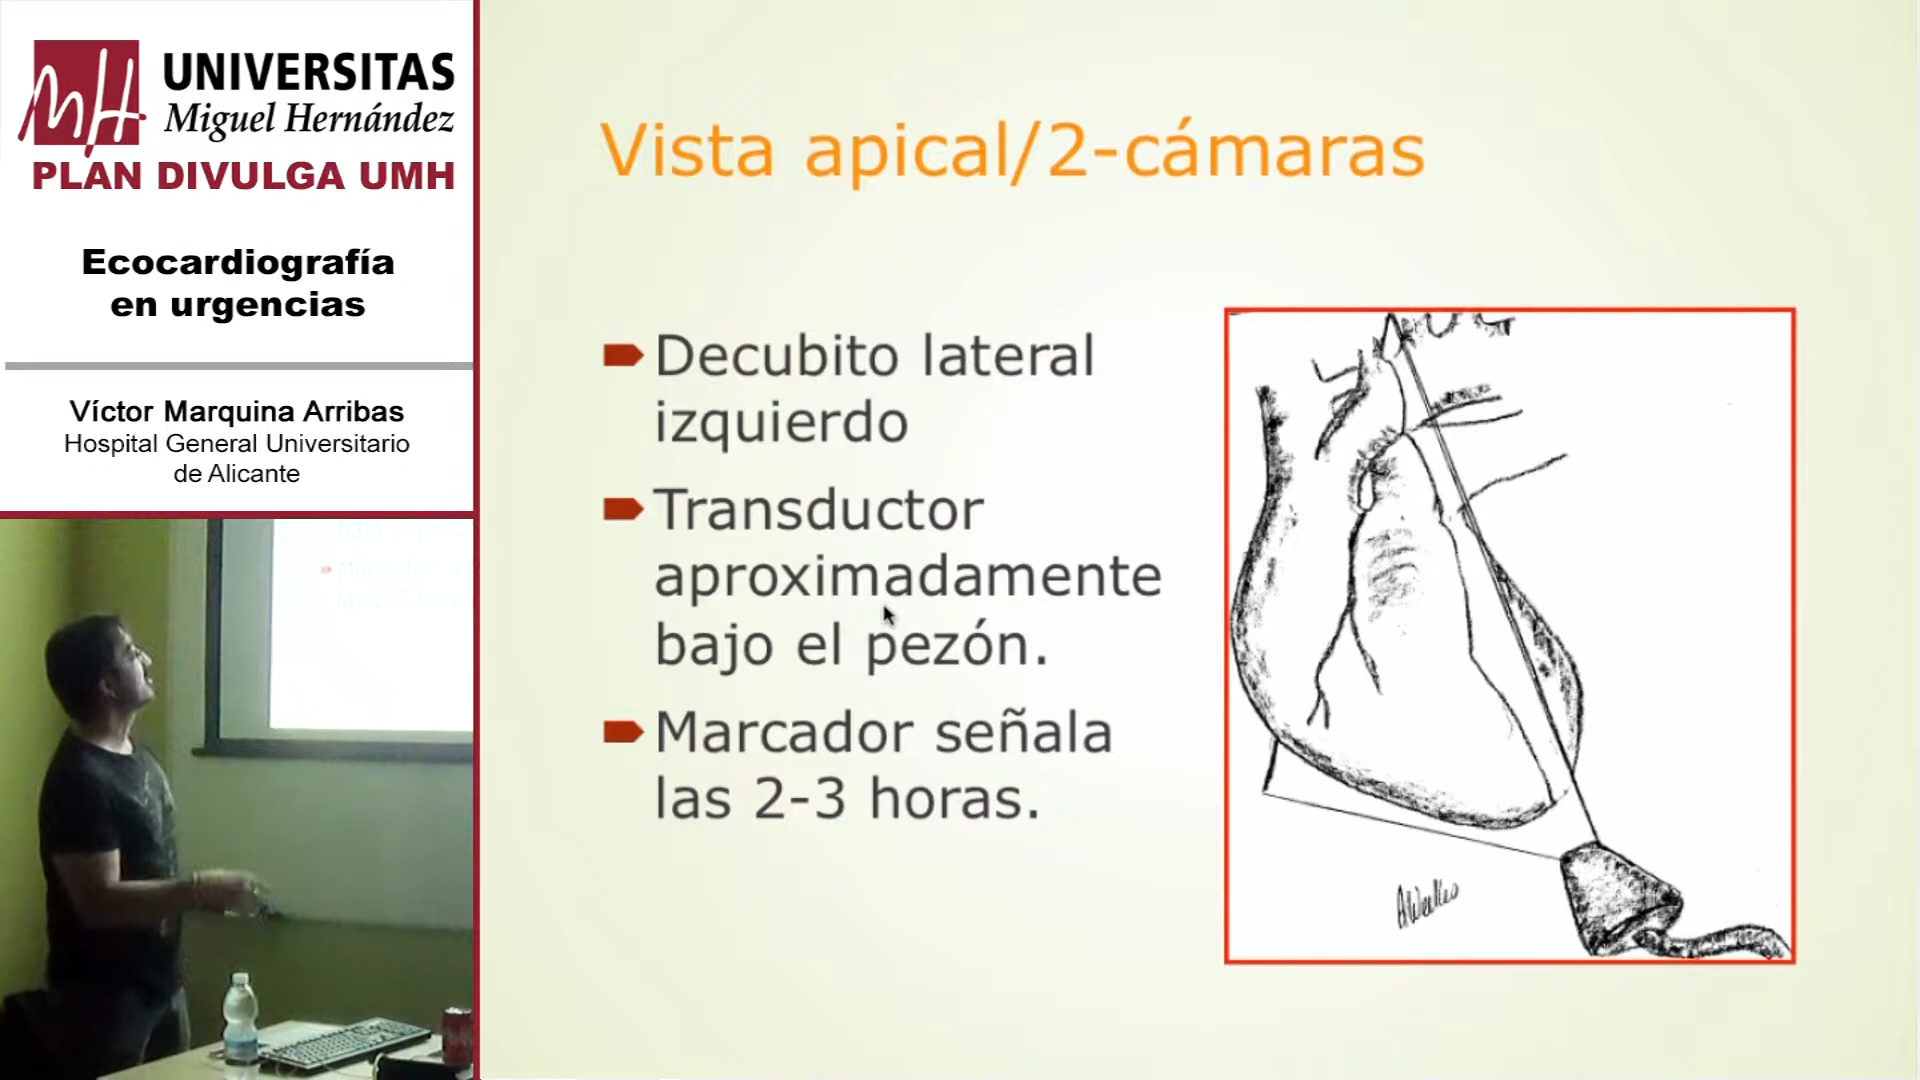 UNIVERSITAS
Miguel Hernández
PLAN DIVULGA UMH
Ecocardiografía
en urgencias
Víctor Marquina Arribas
Hospital General Universitario
de Alicante
Vista apical/2-cámaras
Decubito lateral
izquierdo
Transductor
aproximadamente
bajo el pezón.
Marcador señala
las 2-3 horas.